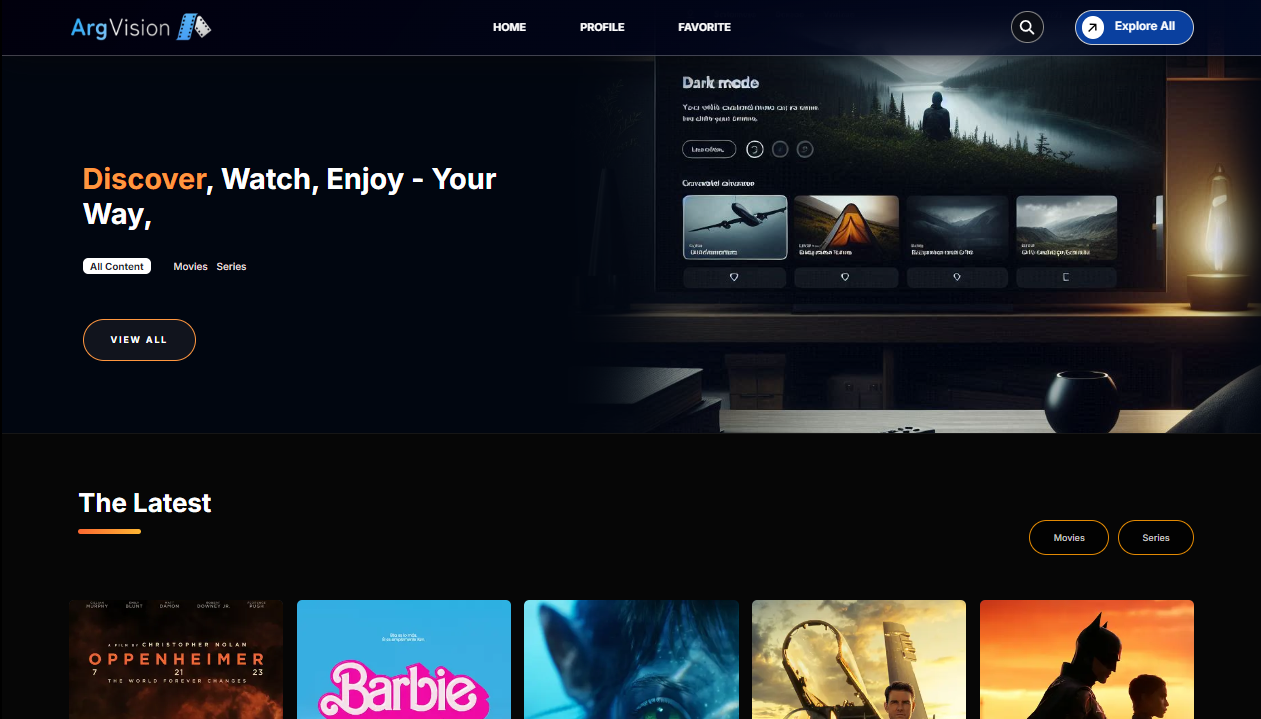 ArgVision
HOME
PROFILE
FAVORITE
Explore All
Dark mode
Discover, Watch, Enjoy - Your
Way,
All Content
Movies
Series
VIEW ALL
The Latest
Movies
Series
MURPHY
BLUNT
DAMON
DOWNEY JR.
PUGH
A FILM BY CHRISTOPHER NOLAN
OPPENHEIMER
7 21 23
THE WORLD FOREVER CHANGES
Barbie